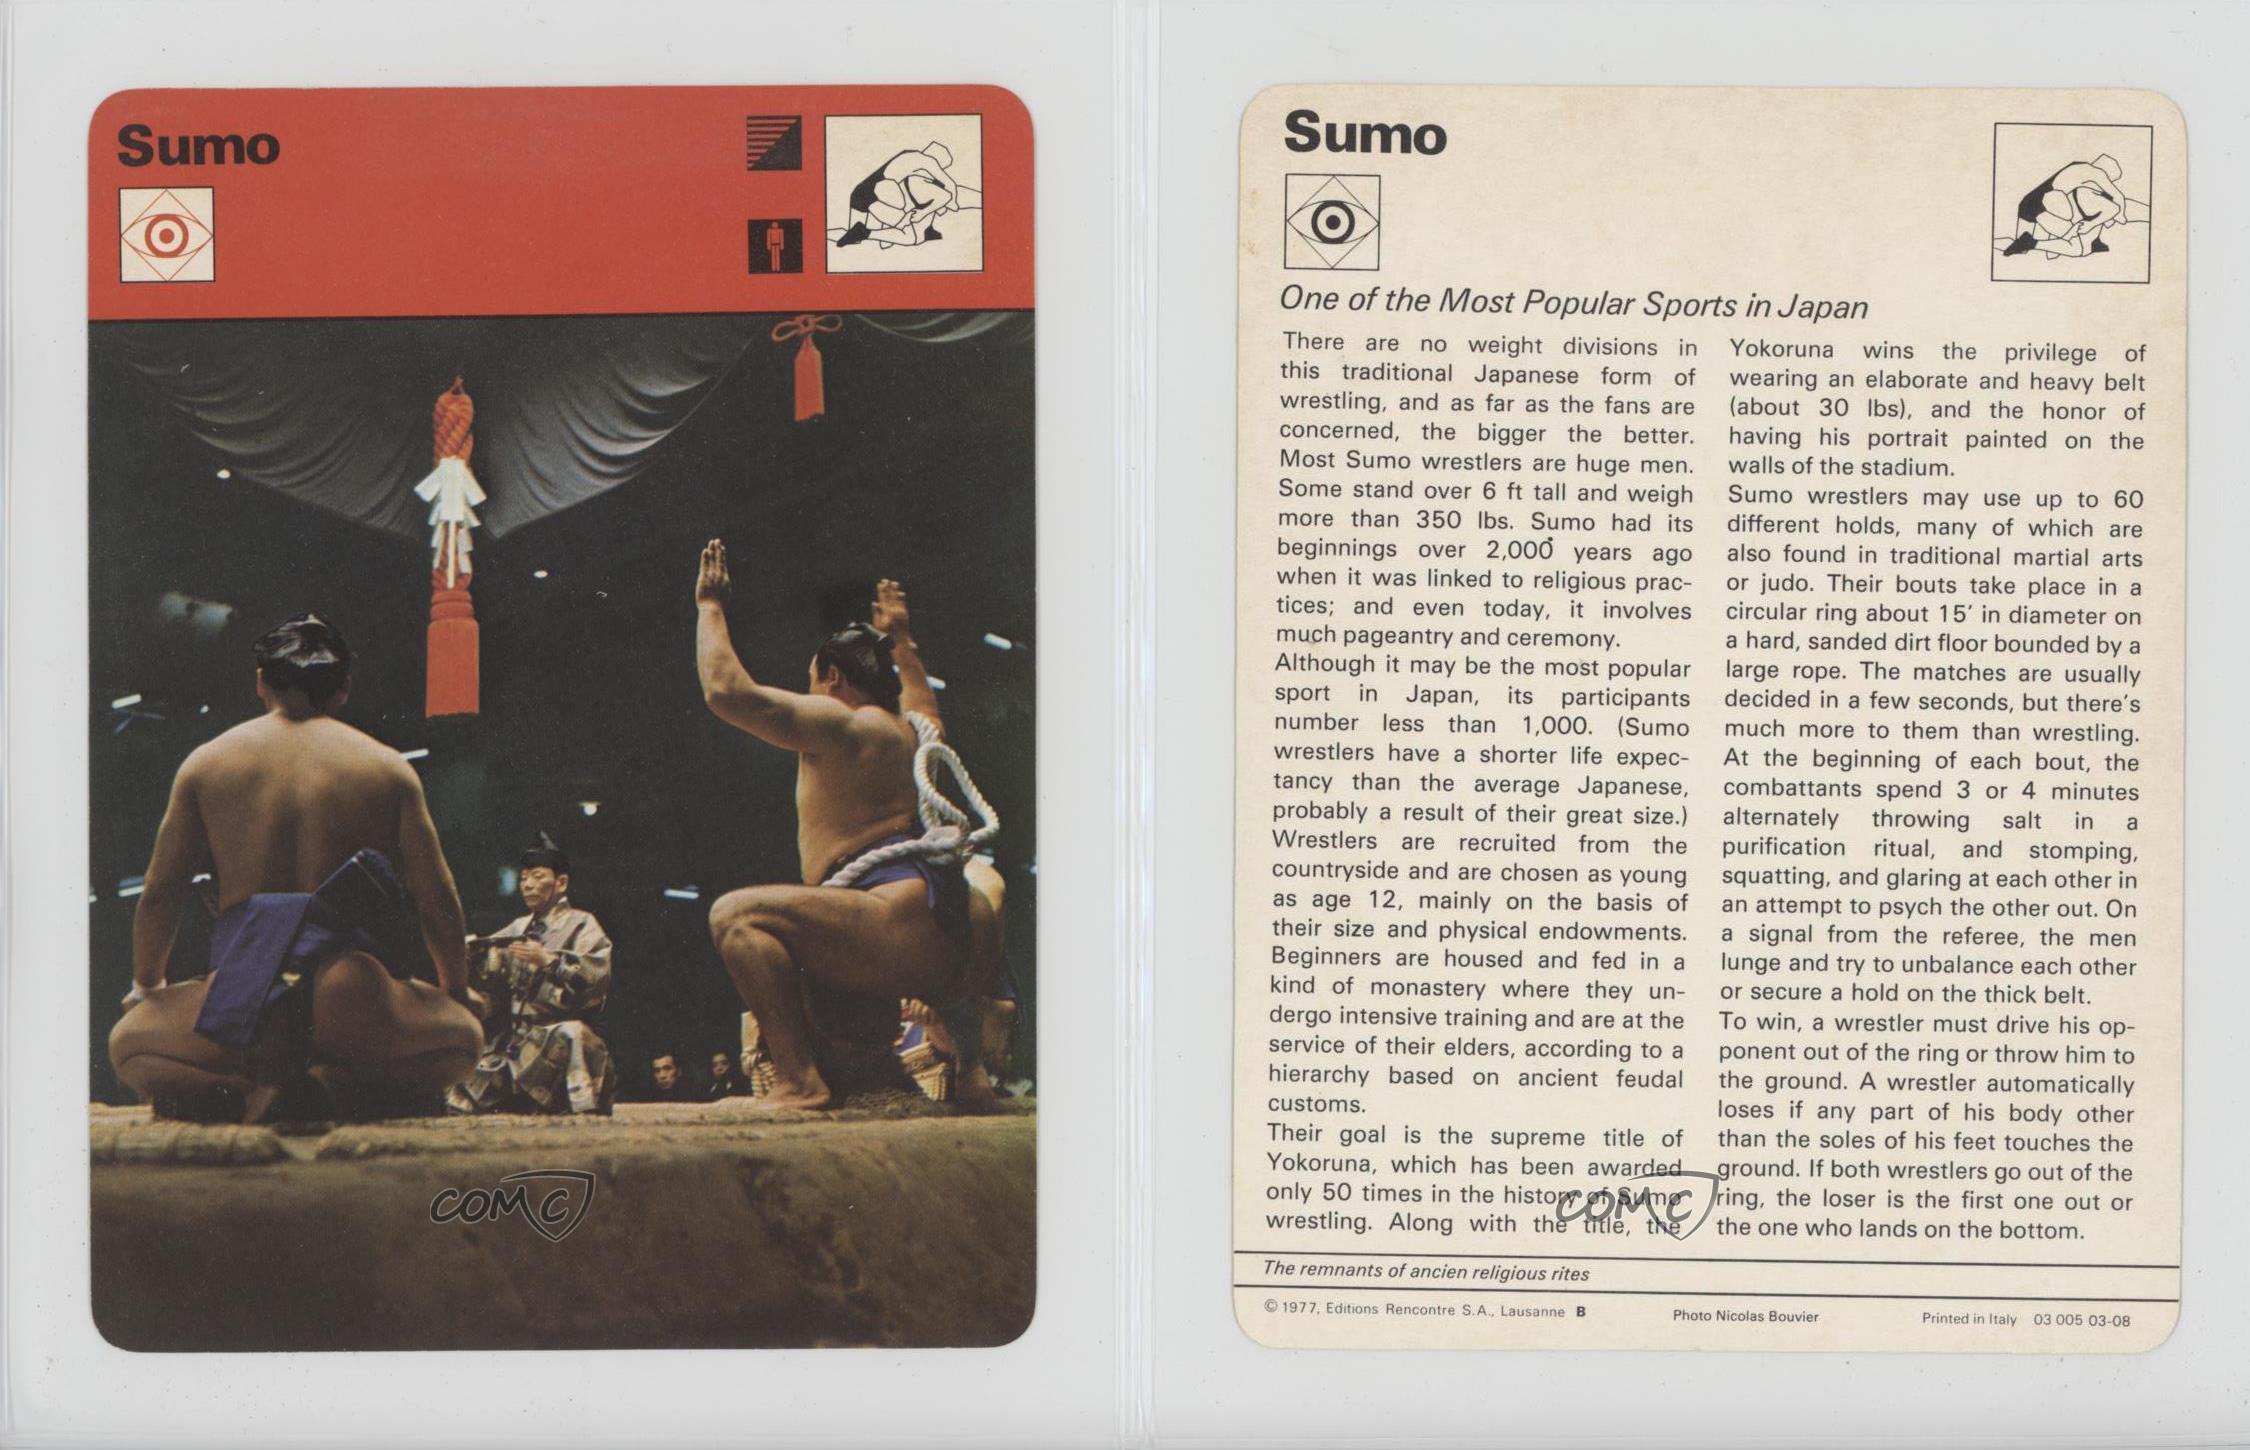 Sumo
COMC
Sumo
One of the Most Popular Sports in Japan
There are no weight divisions in
this traditional Japanese form of
wrestling, and as far as the fans are
concerned, the bigger the better.
Most Sumo wrestlers are huge men.
Some stand over 6 ft tall and weigh
more than 350 lbs. Sumo had its
beginnings over 2,000 years ago
when it was linked to religious prac-
tices; and even today, it involves
much pageantry and ceremony.
Although it may be the most popular
sport in Japan, its participants
number less than 1,000. (Sumo
wrestlers have a shorter life expec-
tancy than the average Japanese,
probably a result of their great size.)
Wrestlers are recruited from the
countryside and are chosen as young
as age 12, mainly on the basis of
their size and physical endowments.
Beginners are housed and fed in a
kind of monastery where they un-
dergo intensive training and are at the
service of their elders, according to a
hierarchy based on ancient feudal
customs.
Their goal is the supreme title of
Yokoruna, which has been awarded
only 50 times in the history of Sumo
wrestling. Along with the title, the
Yokoruna wins the privilege of
wearing an elaborate and heavy belt
(about 30 lbs), and the honor of
having his portrait painted on the
walls of the stadium.
Sumo wrestlers may use up to 60
different holds, many of which are
also found in traditional martial arts
or judo. Their bouts take place in a
circular ring about 15' in diameter on
a hard, sanded dirt floor bounded by a
large rope. The matches are usually
decided in a few seconds, but there's
much more to them than wrestling.
At the beginning of each bout, the
combattants spend 3 or 4 minutes
alternately throwing salt in a
purification ritual, and stomping,
squatting, and glaring at each other in
an attempt to psych the other out. On
a signal from the referee, the men
lunge and try to unbalance each other
or secure a hold on the thick belt.
To win, a wrestler must drive his op-
ponent out of the ring or throw him to
the ground. A wrestler automatically
loses if any part of his body other
than the soles of his feet touches the
ground. If both wrestlers go out of the
ring, the loser is the first one out or
the one who lands on the bottom.
COMC
The remnants of ancien religious rites
© 1977, Editions Rencontre S.A., Lausanne B Photo Nicolas Bouvier Printed in Italy 03 005 03-08